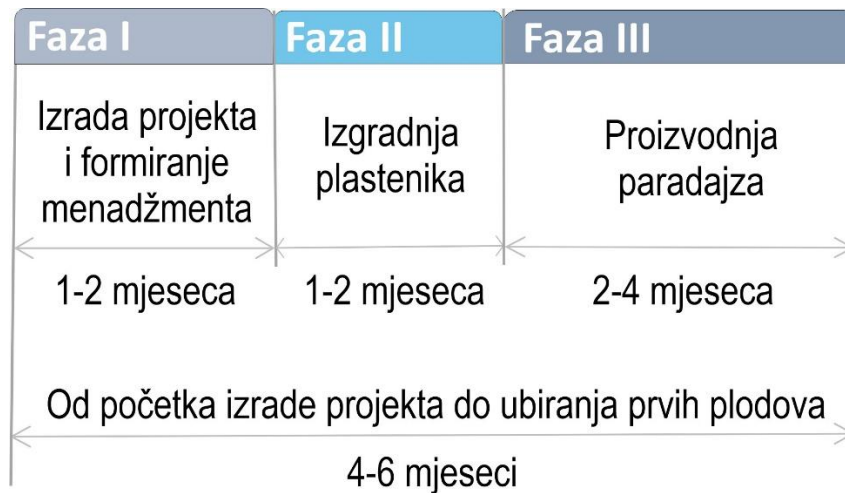 Faza I
Faza II
Faza III
Izrada projekta
i formiranje
menadžmenta
Izgradnja
plastenika
Proizvodnja
paradajza
1-2 mjeseca
1-2 mjeseca
2-4 mjeseca
Od početka izrade projekta do ubiranja prvih plodova
4-6 mjeseci